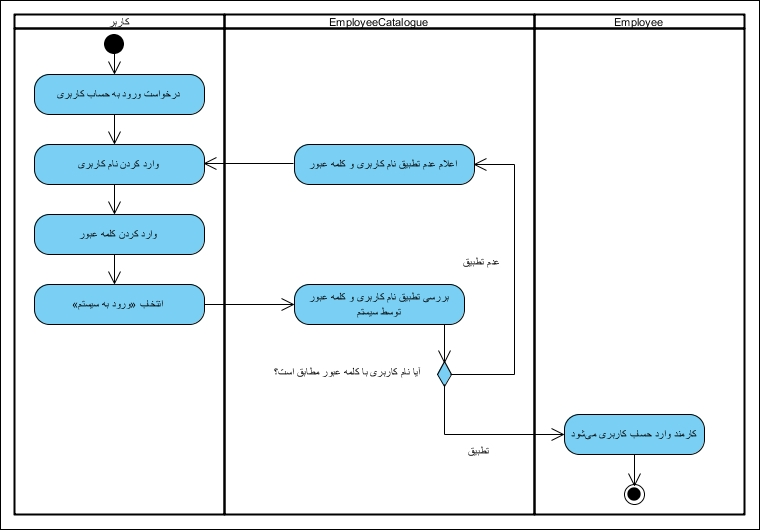 کاربر
EmployeeCatalogue
Employee
درخواست ورود به حساب کاربری
وارد کردن نام کاربری
اعلام عدم تطبیق نام کاربری و کلمه عبور
وارد کردن کلمه عبور
عدم تطبیق
انتخاب «ورود به سیستم»
بررسی تطبیق نام کاربری و کلمه عبور
توسط سیستم
آیا نام کاربری با کلمه عبور مطابق است؟
کارمند وارد حساب کاربری می‌شود
تطبیق